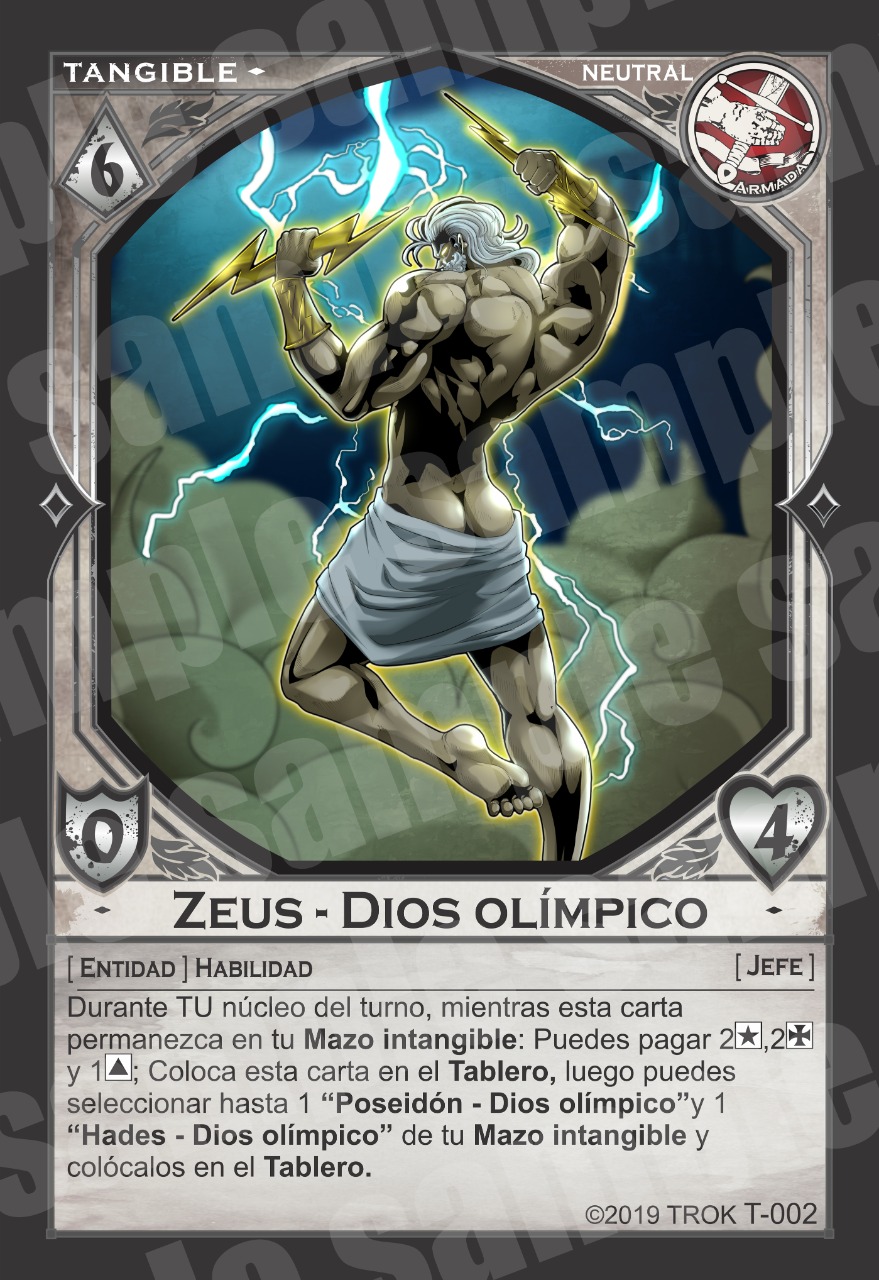 TANGIBLE
NEUTRAL
6
ARMADA
0
4
ZEUS - DIOS OLÍMPICO
[ ENTIDAD ] HABILIDAD
[ JEFE ]
Durante TU núcleo del turno, mientras esta carta
permanezca en tu Mazo intangible: Puedes pagar 2★,2✠
y 1▲; Coloca esta carta en el Tablero, luego puedes
seleccionar hasta 1 “Poseidón - Dios olímpico”y 1
“Hades - Dios olímpico” de tu Mazo intangible y
colócalos en el Tablero.
©2019 TROK T-002
sample sample sample